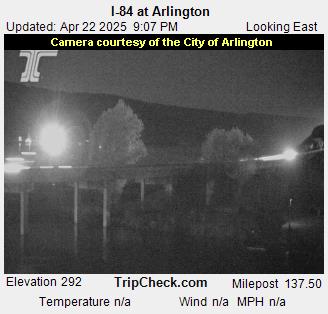 I-84 at Arlington
Updated: Apr 22 2025 9:07 PM Looking East
Camera courtesy of the City of Arlington
Elevation 292 TripCheck.com Milepost 137.50
Temperature n/a Wind n/a MPH n/a